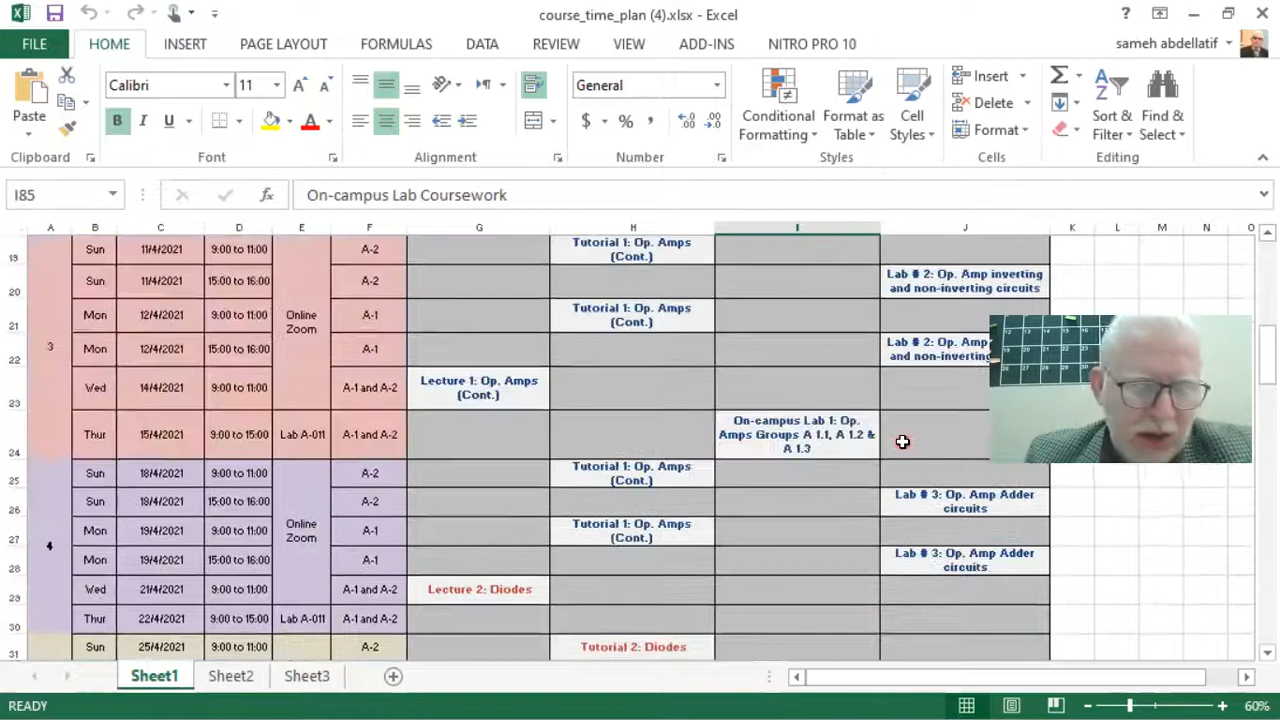 course_time_plan (4).xlsx - Excel
FILE HOME INSERT PAGE LAYOUT FORMULAS DATA REVIEW VIEW ADD-INS NITRO PRO 10 sameh abdellatif
Paste
Calibri 11
General
Conditional Formatting
Format as Table
Cell Styles
Insert
Delete
Format
Sort & Filter
Find & Select
Clipboard Font Alignment Number Styles Cells Editing
I85 On-campus Lab Coursework
A B C D E F G H I J K L M N O
19 Sun 11/4/2021 9:00 to 11:00 A-2 Tutorial 1: Op. Amps (Cont.)
20 Sun 11/4/2021 15:00 to 16:00 A-2 Lab # 2: Op. Amp inverting and non-inverting circuits
3 Online Zoom
21 Mon 12/4/2021 9:00 to 11:00 A-1 Tutorial 1: Op. Amps (Cont.)
22 Mon 12/4/2021 15:00 to 16:00 A-1 Lab # 2: Op. Amp and non-inverting
23 Wed 14/4/2021 9:00 to 11:00 A-1 and A-2 Lecture 1: Op. Amps (Cont.)
24 Thur 15/4/2021 9:00 to 15:00 Lab A-011 A-1 and A-2 On-campus Lab 1: Op. Amps Groups A 1.1, A 1.2 & A 1.3
25 Sun 18/4/2021 9:00 to 11:00 A-2 Tutorial 1: Op. Amps (Cont.)
26 Sun 18/4/2021 15:00 to 16:00 A-2 Lab # 3: Op. Amp Adder circuits
4 Online Zoom
27 Mon 19/4/2021 9:00 to 11:00 A-1 Tutorial 1: Op. Amps (Cont.)
28 Mon 19/4/2021 15:00 to 16:00 A-1 Lab # 3: Op. Amp Adder circuits
29 Wed 21/4/2021 9:00 to 11:00 A-1 and A-2 Lecture 2: Diodes
30 Thur 22/4/2021 9:00 to 15:00 Lab A-011 A-1 and A-2
31 Sun 25/4/2021 9:00 to 11:00 A-2 Tutorial 2: Diodes
Sheet1 Sheet2 Sheet3
READY 60%